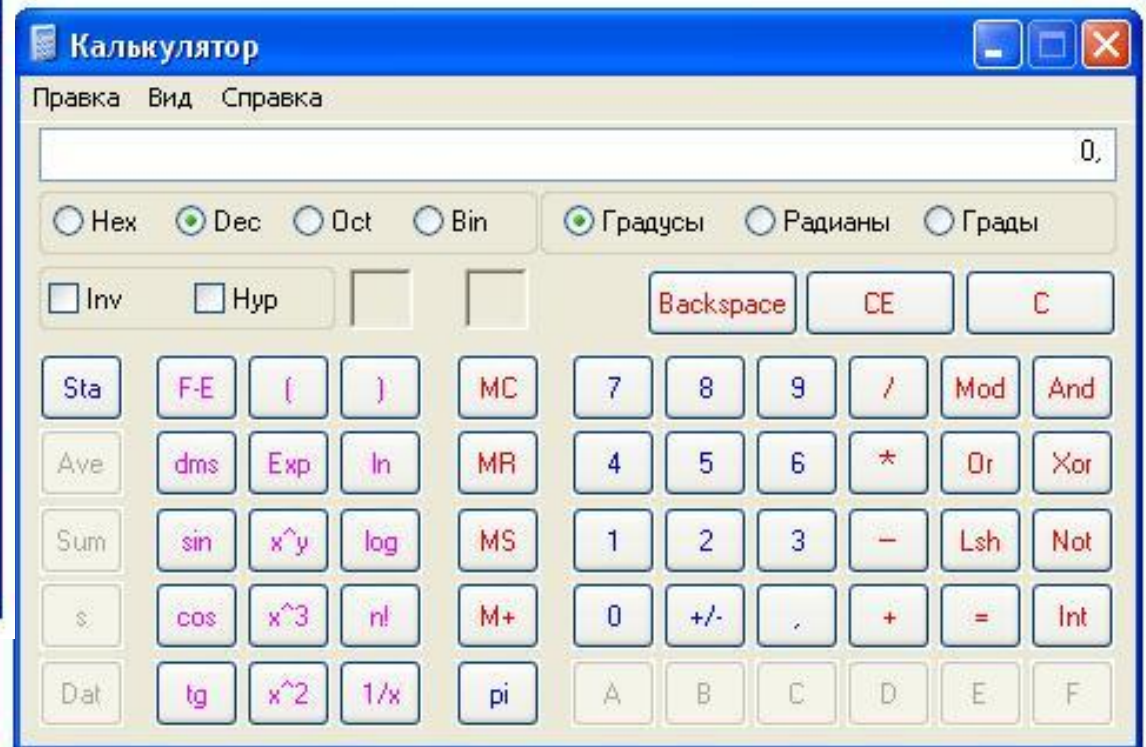 Калькулятор
Правка Вид Справка
0,
Hex Dec Oct Bin Градусы Радианы Грады
Inv Hyp Backspace CE C
Sta F-E ( ) MC 7 8 9 / Mod And
Ave dms Exp ln MR 4 5 6 * Or Xor
Sum sin x^y log MS 1 2 3 − Lsh Not
s cos x^3 n! M+ 0 +/- , + = Int
Dat tg x^2 1/x pi A B C D E F